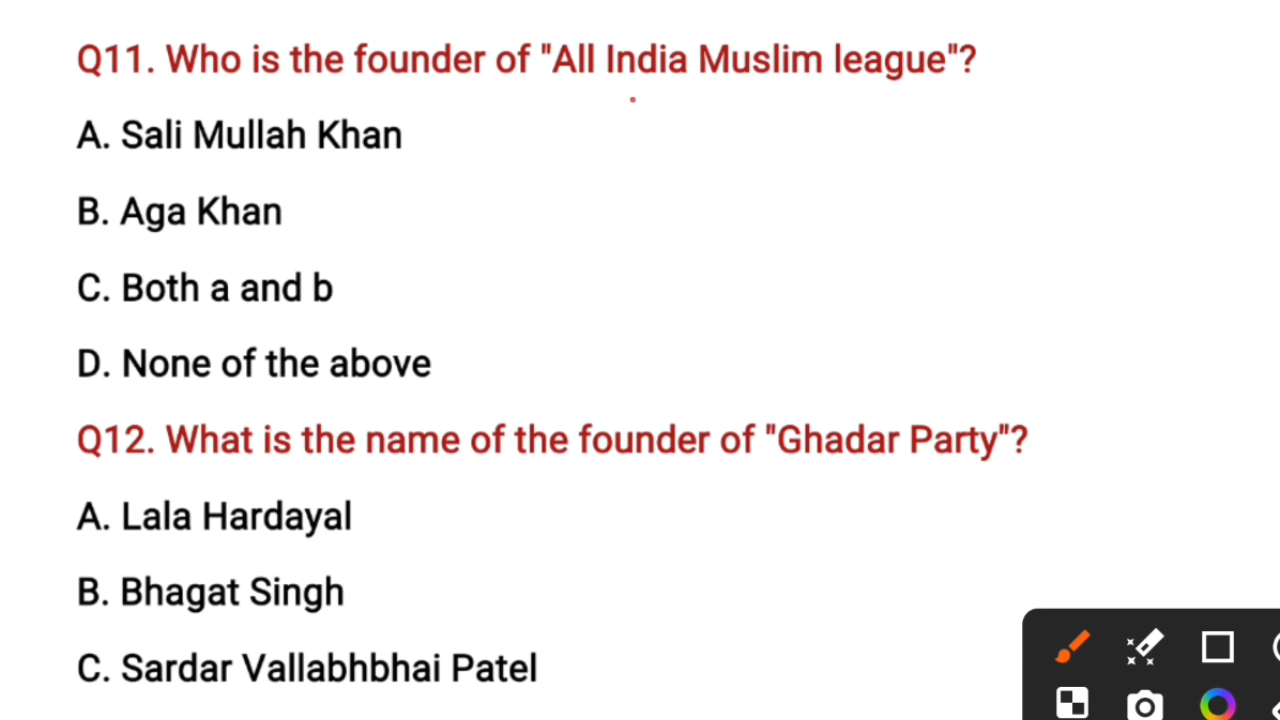 Q11. Who is the founder of "All India Muslim league"?
A. Sali Mullah Khan
B. Aga Khan
C. Both a and b
D. None of the above
Q12. What is the name of the founder of "Ghadar Party"?
A. Lala Hardayal
B. Bhagat Singh
C. Sardar Vallabhbhai Patel